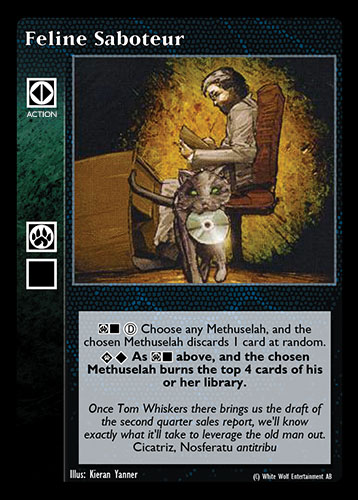 Feline Saboteur
ACTION
D Choose any Methuselah, and the
chosen Methuselah discards 1 card at random.
As above, and the chosen
Methuselah burns the top 4 cards of his
or her library.
Once Tom Whiskers there brings us the draft of
the second quarter sales report, we'll know
exactly what it'll take to leverage the old man out.
Cicatriz, Nosferatu antitribu
Illus: Kieran Yanner
(C) White Wolf Entertainment AB